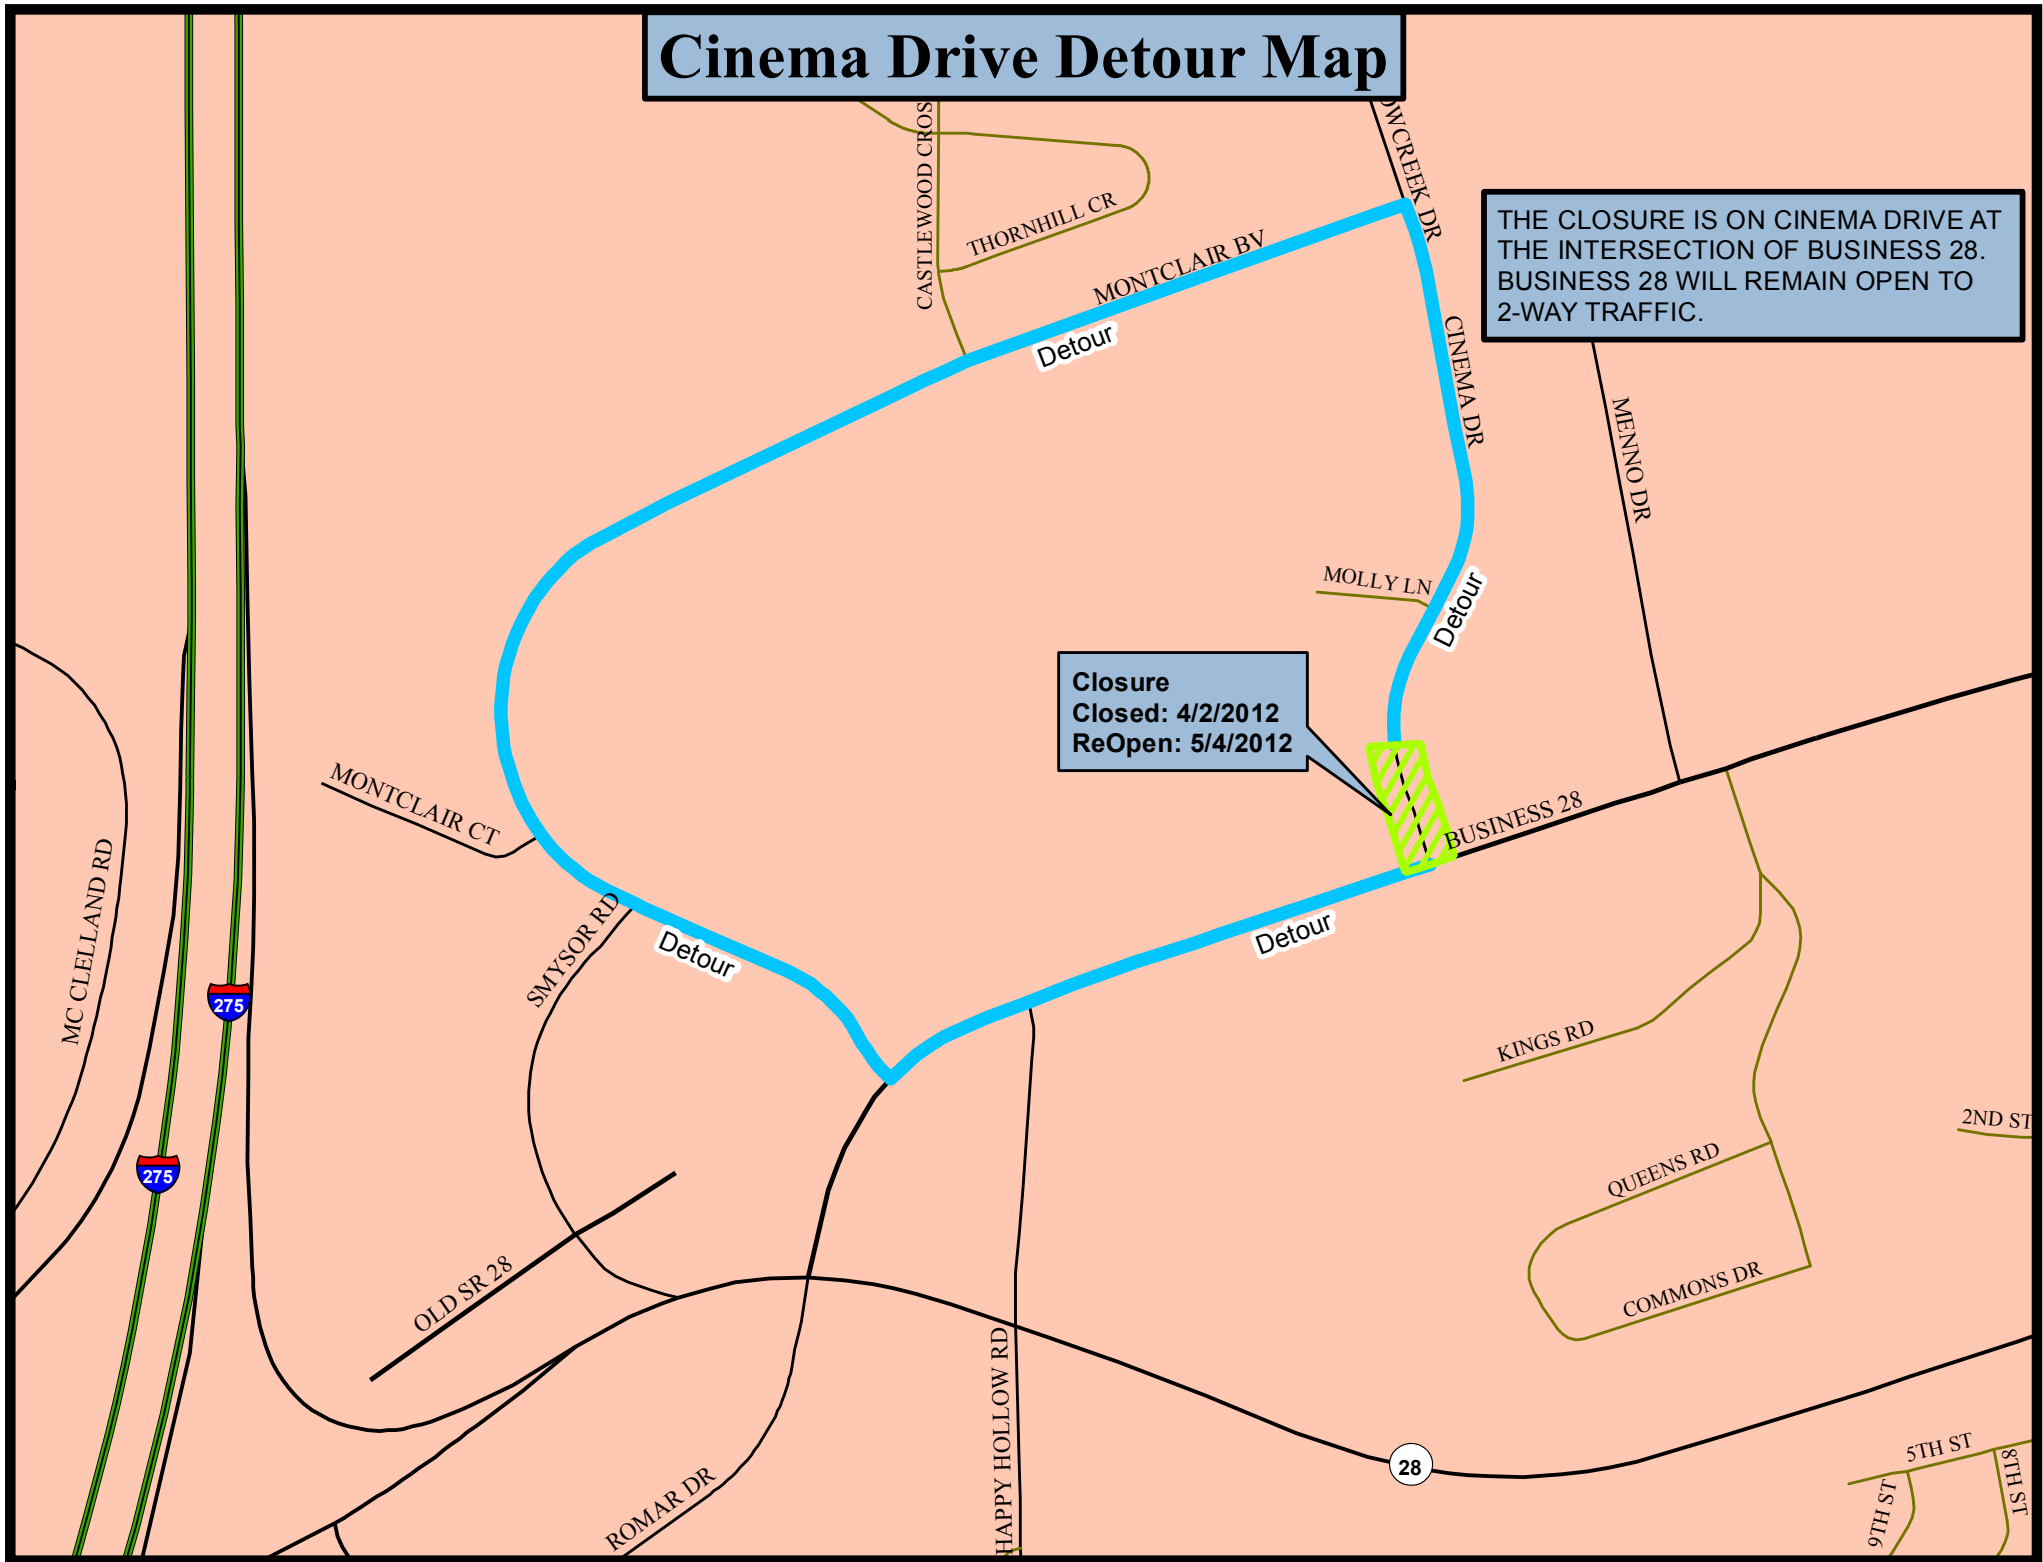 Cinema Drive Detour Map
CASTLEWOOD CROS
OWCREEK DR
THORNHILL CR
MONTCLAIR BV
Detour
THE CLOSURE IS ON CINEMA DRIVE AT
THE INTERSECTION OF BUSINESS 28.
BUSINESS 28 WILL REMAIN OPEN TO
2-WAY TRAFFIC.
CINEMA DR
MENNO DR
MOLLY LN
Detour
Closure
Closed: 4/2/2012
ReOpen: 5/4/2012
MONTCLAIR CT
BUSINESS 28
MC CLELLAND RD
SMYSOR RD
Detour
Detour
275
KINGS RD
2ND ST
275
QUEENS RD
OLD SR 28
COMMONS DR
HAPPY HOLLOW RD
28
ROMAR DR
5TH ST
8TH ST
9TH ST